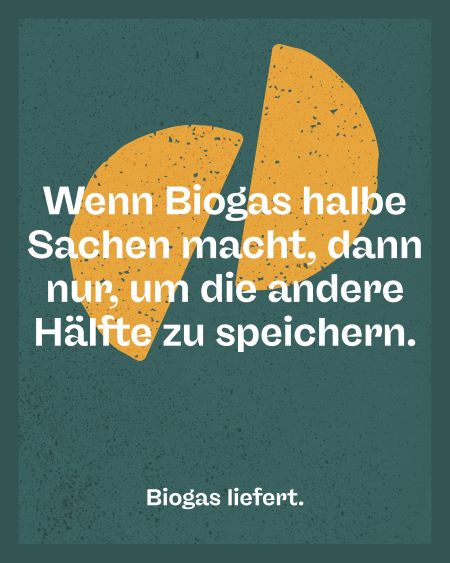 Wenn Biogas halbe
Sachen macht, dann
nur, um die andere
Hälfte zu speichern.
Biogas liefert.